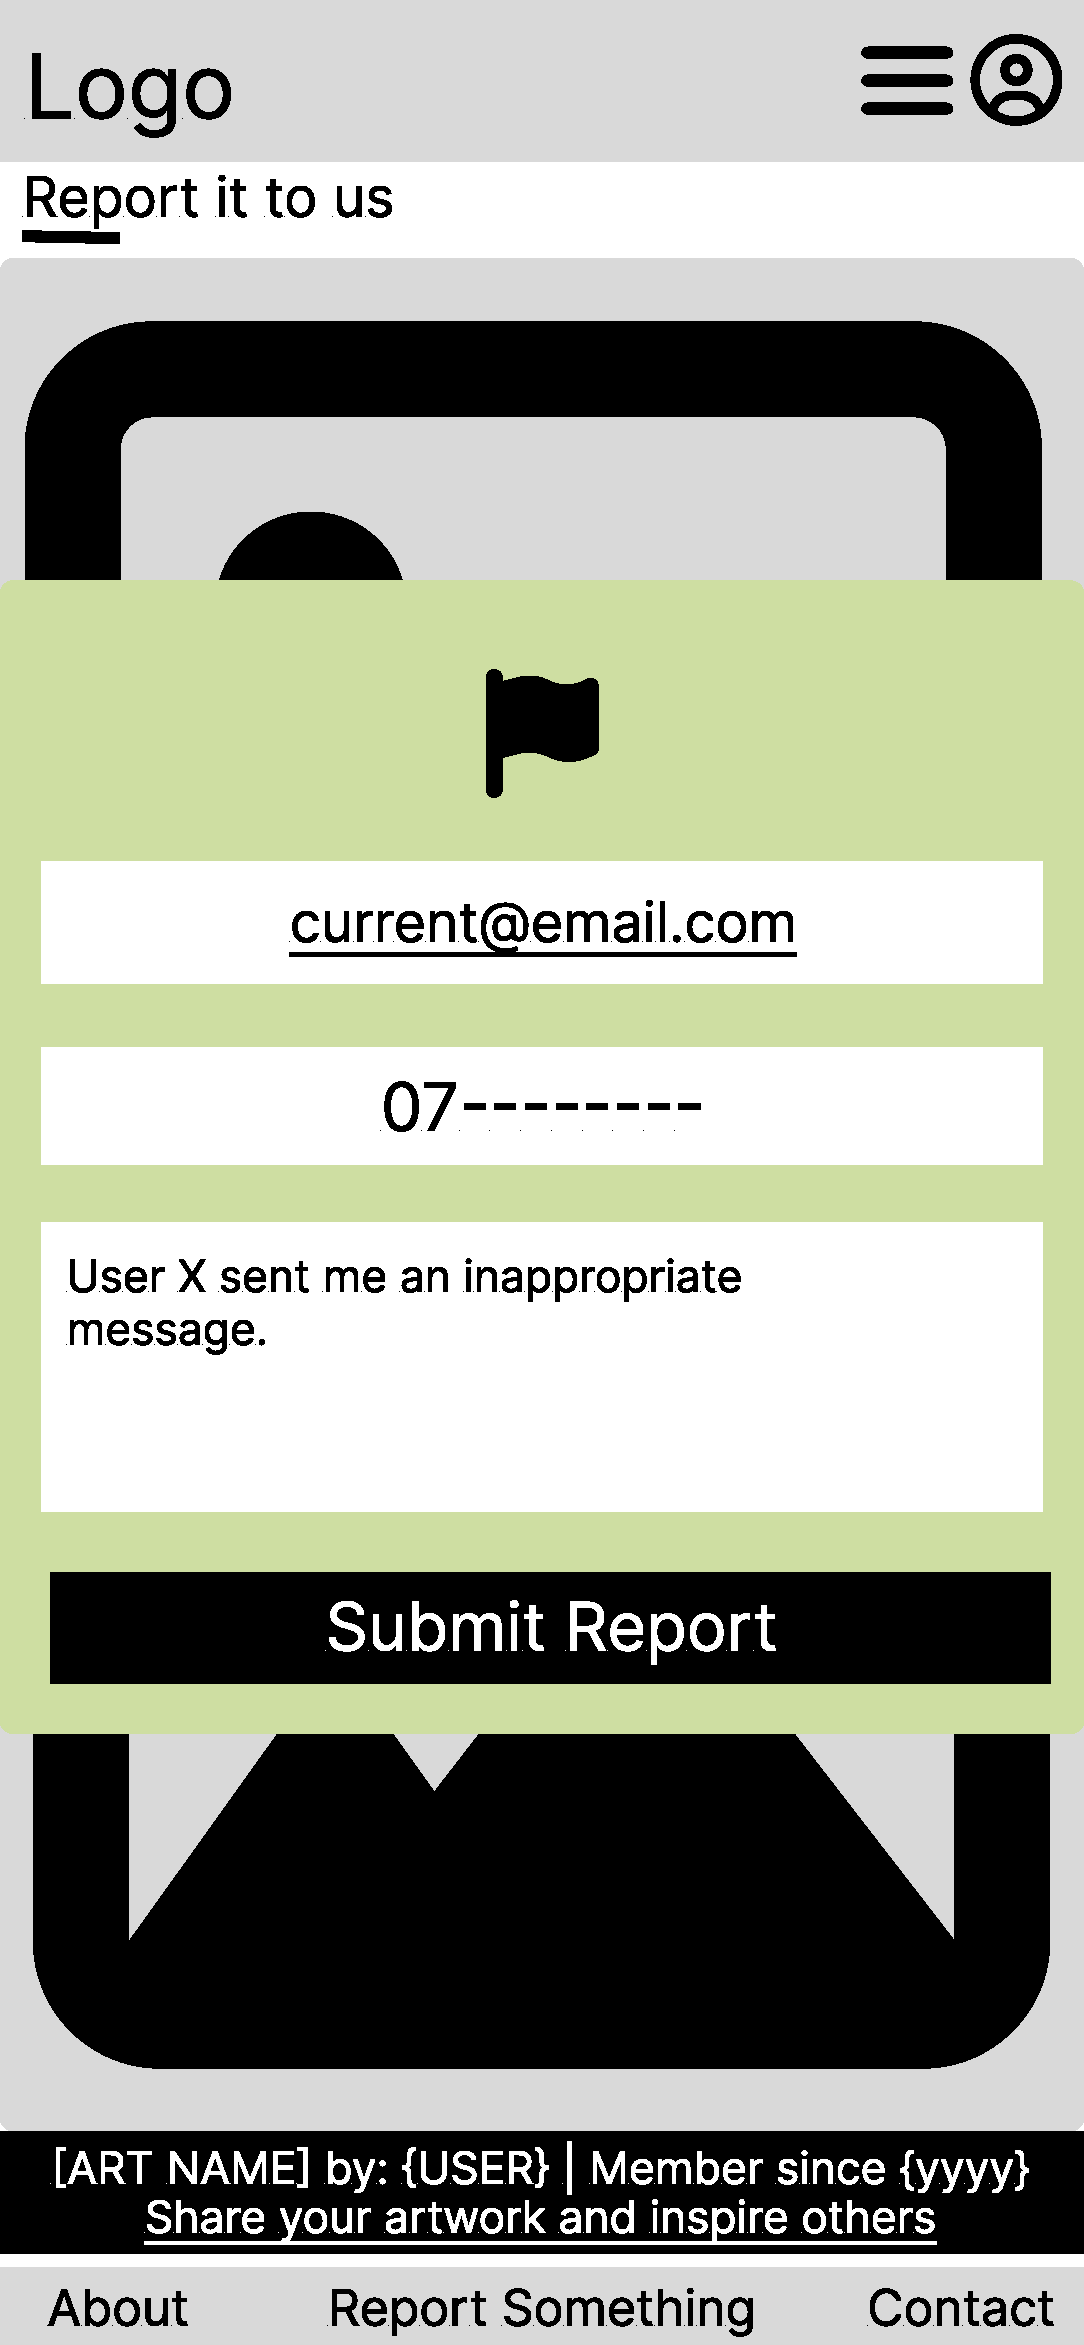 Logo
Report it to us
current@email.com
07--------
User X sent me an inappropriate
message.
Submit Report
[ART NAME] by: {USER} | Member since {yyyy}
Share your artwork and inspire others
About Report Something Contact